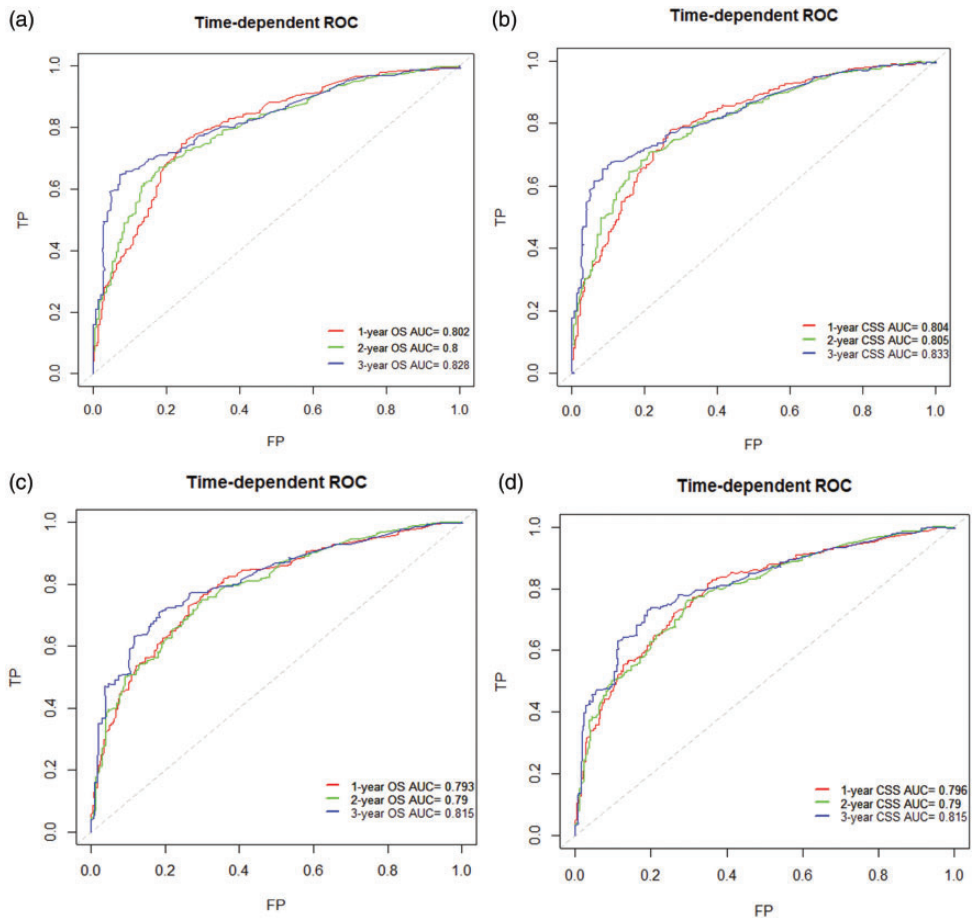 (a)
Time-dependent ROC
TP
1.0
0.8
0.6
0.4
0.2
0.0
1-year OS AUC= 0.802
2-year OS AUC= 0.8
3-year OS AUC= 0.828
0.0 0.2 0.4 0.6 0.8 1.0
FP
(b)
Time-dependent ROC
TP
1.0
0.8
0.6
0.4
0.2
0.0
1-year CSS AUC= 0.804
2-year CSS AUC= 0.805
3-year CSS AUC= 0.833
0.0 0.2 0.4 0.6 0.8 1.0
FP
(c)
Time-dependent ROC
TP
1.0
0.8
0.6
0.4
0.2
0.0
1-year OS AUC= 0.793
2-year OS AUC= 0.79
3-year OS AUC= 0.815
0.0 0.2 0.4 0.6 0.8 1.0
FP
(d)
Time-dependent ROC
TP
1.0
0.8
0.6
0.4
0.2
0.0
1-year CSS AUC= 0.796
2-year CSS AUC= 0.79
3-year CSS AUC= 0.815
0.0 0.2 0.4 0.6 0.8 1.0
FP